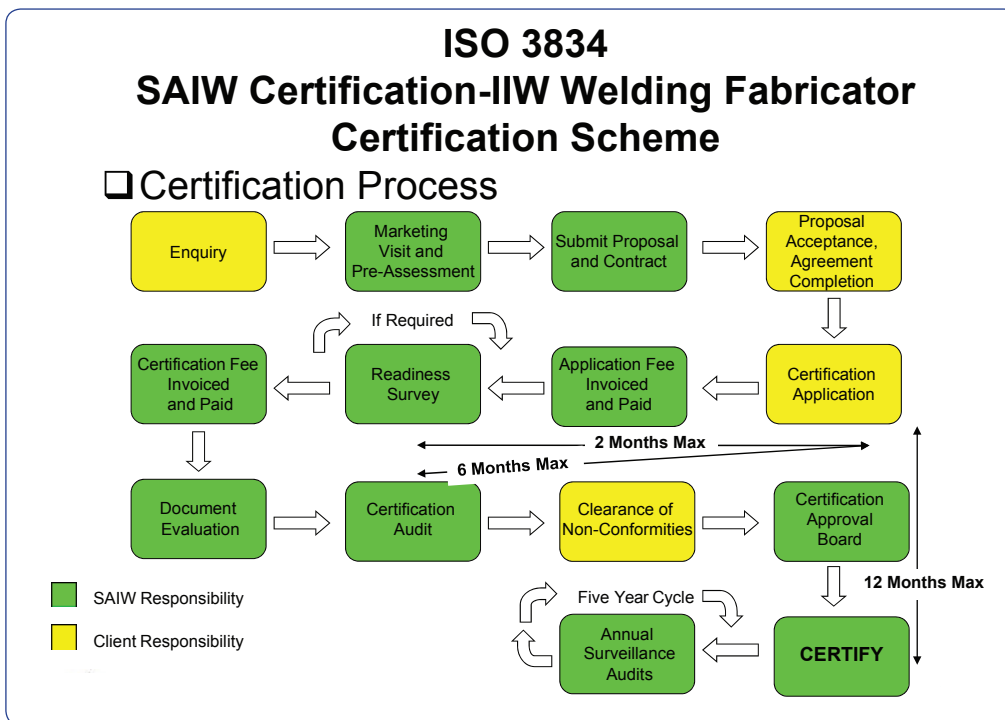 ISO 3834
SAIW Certification-IIW Welding Fabricator
Certification Scheme
❑ Certification Process
Enquiry
Marketing
Visit and
Pre-Assessment
Submit Proposal
and Contract
Proposal
Acceptance,
Agreement
Completion
If Required
Certification Fee
Invoiced
and Paid
Readiness
Survey
Application Fee
Invoiced
and Paid
Certification
Application
2 Months Max
6 Months Max
Document
Evaluation
Certification
Audit
Clearance of
Non-Conformities
Certification
Approval
Board
12 Months Max
SAIW Responsibility
Client Responsibility
Five Year Cycle
Annual
Surveillance
Audits
CERTIFY